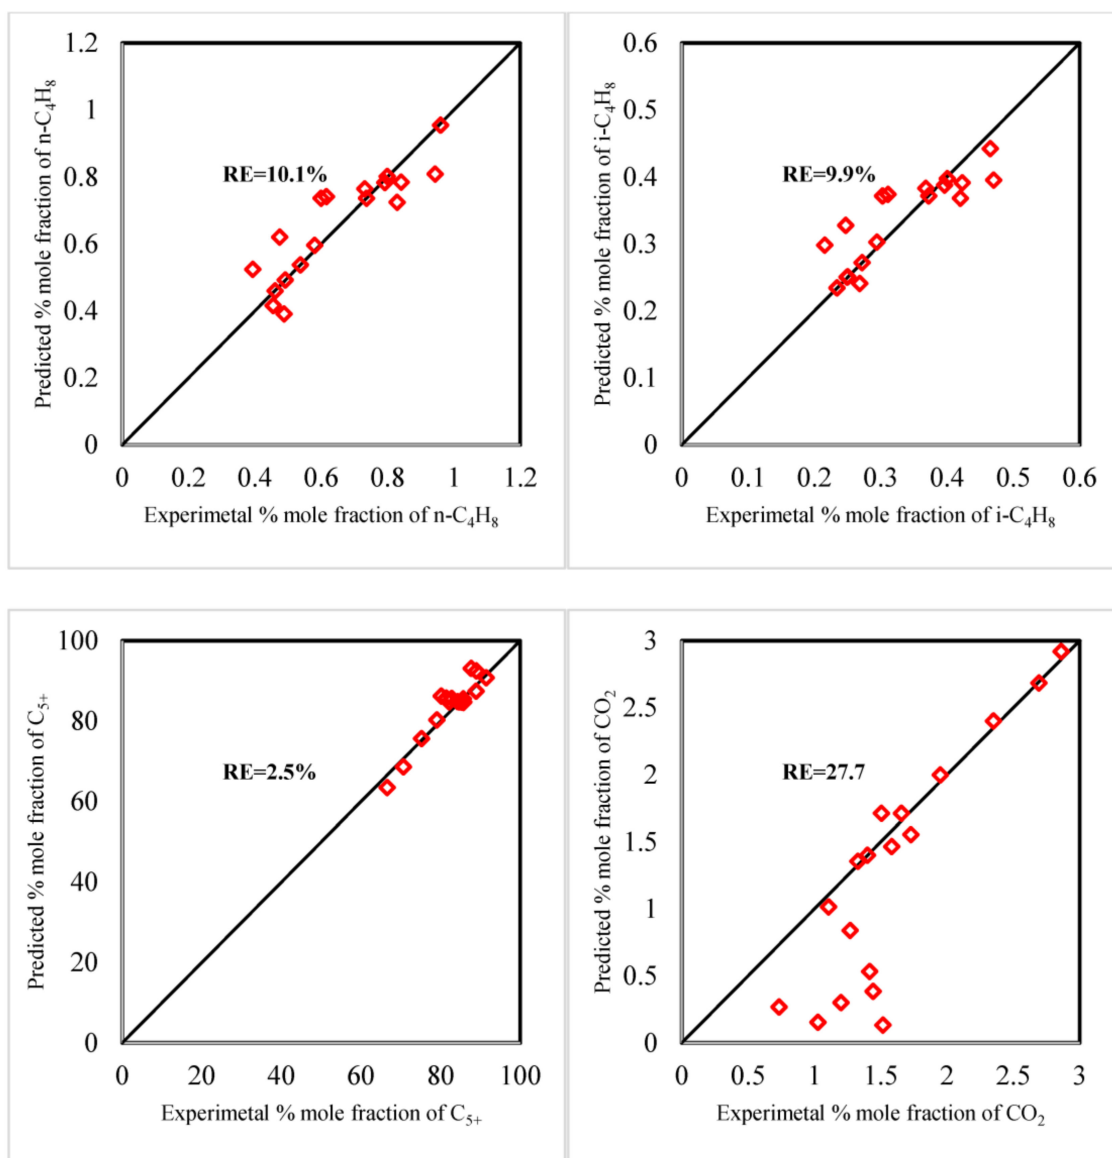 Predicted % mole fraction of n-C₄H₈
1.2
1
0.8
0.6
0.4
0.2
0
RE=10.1%
0 0.2 0.4 0.6 0.8 1 1.2
Experimetal % mole fraction of n-C₄H₈
Predicted % mole fraction of i-C₄H₈
0.6
0.5
0.4
0.3
0.2
0.1
0
RE=9.9%
0 0.1 0.2 0.3 0.4 0.5 0.6
Experimetal % mole fraction of i-C₄H₈
Predicted % mole fraction of C₅₊
100
80
60
40
20
0
RE=2.5%
0 20 40 60 80 100
Experimetal % mole fraction of C₅₊
Predicted % mole fraction of CO₂
3
2.5
2
1.5
1
0.5
0
RE=27.7
0 0.5 1 1.5 2 2.5 3
Experimetal % mole fraction of CO₂